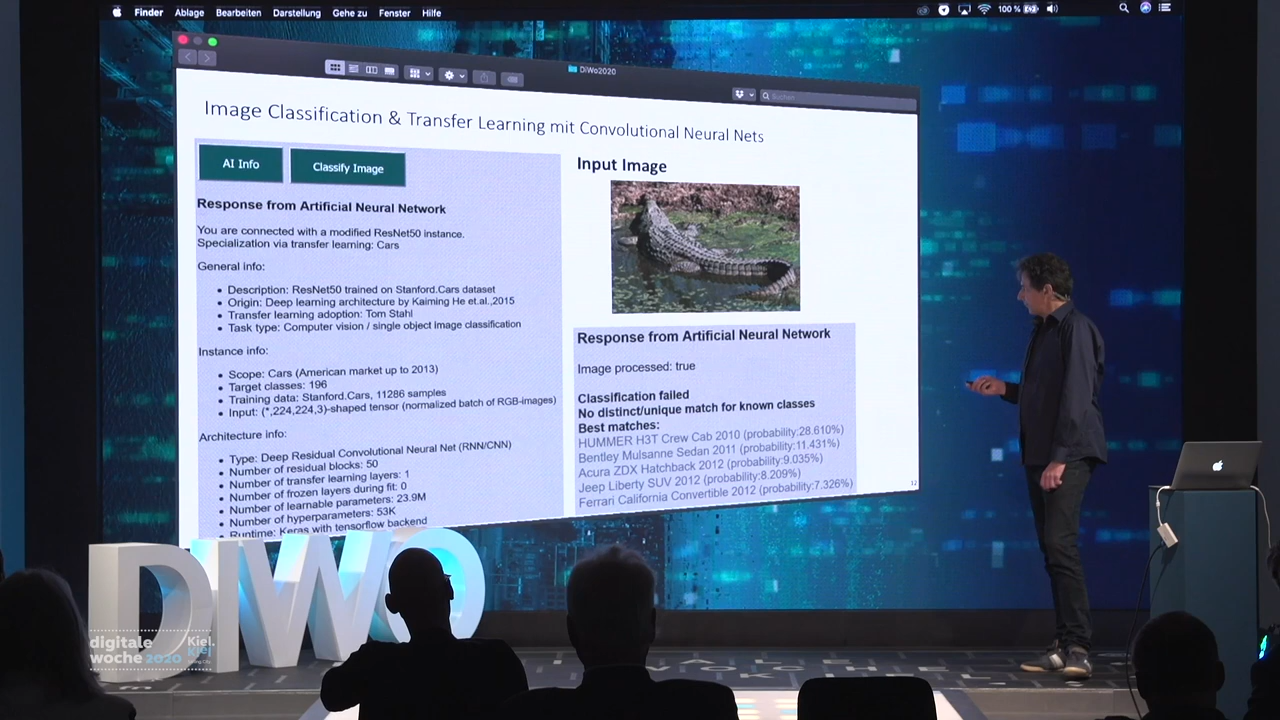 Finder Ablage Bearbeiten Darstellung Gehe zu Fenster Hilfe
100 %
DiWo2020
Suchen
Image Classification & Transfer Learning mit Convolutional Neural Nets
AI Info
Classify Image
Response from Artificial Neural Network
You are connected with a modified ResNet50 instance.
Specialization via transfer learning: Cars
General info:
• Description: ResNet50 trained on Stanford.Cars dataset
• Origin: Deep learning architecture by Kaiming He et.al.,2015
• Transfer learning adoption: Tom Stahl
• Task type: Computer vision / single object image classification
Instance info:
• Scope: Cars (American market up to 2013)
• Target classes: 196
• Training data: Stanford.Cars, 11286 samples
• Input: (*,224,224,3)-shaped tensor (normalized batch of RGB-images)
Architecture info:
• Type: Deep Residual Convolutional Neural Net (RNN/CNN)
• Number of residual blocks: 50
• Number of transfer learning layers: 1
• Number of frozen layers during fit: 0
• Number of learnable parameters: 23.9M
• Number of hyperparameters: 53K
• Runtime: Keras with tensorflow backend
Input Image
Response from Artificial Neural Network
Image processed: true
Classification failed
No distinct/unique match for known classes
Best matches:
HUMMER H3T Crew Cab 2010 (probability:28.610%)
Bentley Mulsanne Sedan 2011 (probability:11.431%)
Acura ZDX Hatchback 2012 (probability:9.035%)
Jeep Liberty SUV 2012 (probability:8.209%)
Ferrari California Convertible 2012 (probability:7.326%)
12
DiWO
digitale
woche 2020
Kiel.